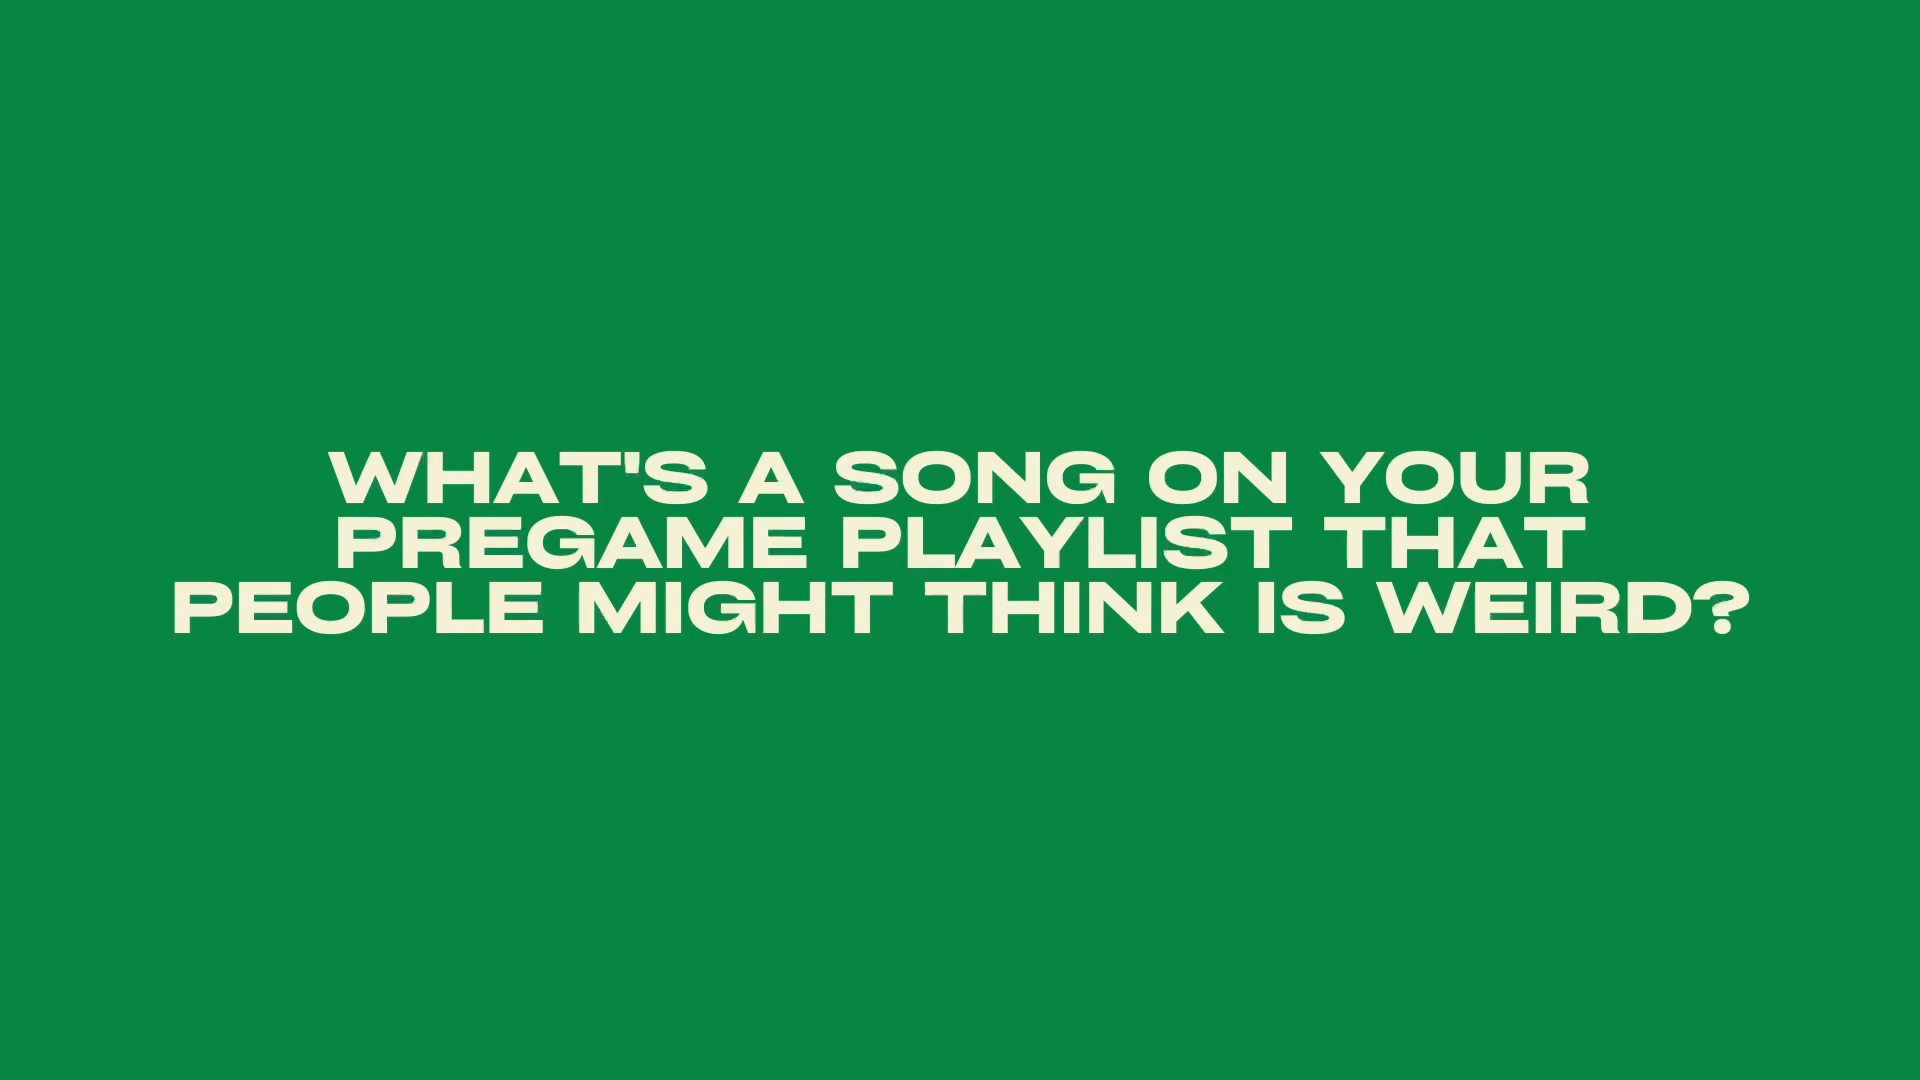 WHAT'S A SONG ON YOUR
PREGAME PLAYLIST THAT
PEOPLE MIGHT THINK IS WEIRD?